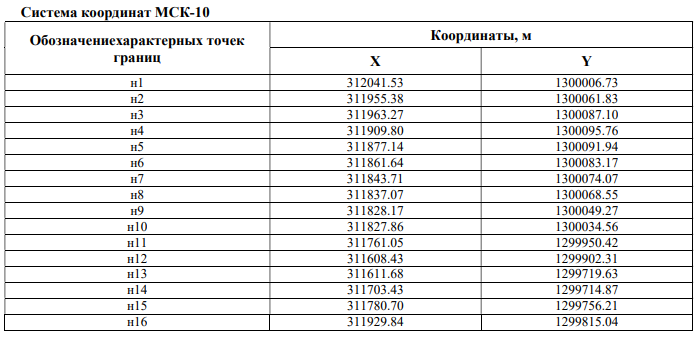 Система координат МСК-10
Обозначениехарактерных точек границ Координаты, м
X Y
н1 312041.53 1300006.73
н2 311955.38 1300061.83
н3 311963.27 1300087.10
н4 311909.80 1300095.76
н5 311877.14 1300091.94
н6 311861.64 1300083.17
н7 311843.71 1300074.07
н8 311837.07 1300068.55
н9 311828.17 1300049.27
н10 311827.86 1300034.56
н11 311761.05 1299950.42
н12 311608.43 1299902.31
н13 311611.68 1299719.63
н14 311703.43 1299714.87
н15 311780.70 1299756.21
н16 311929.84 1299815.04